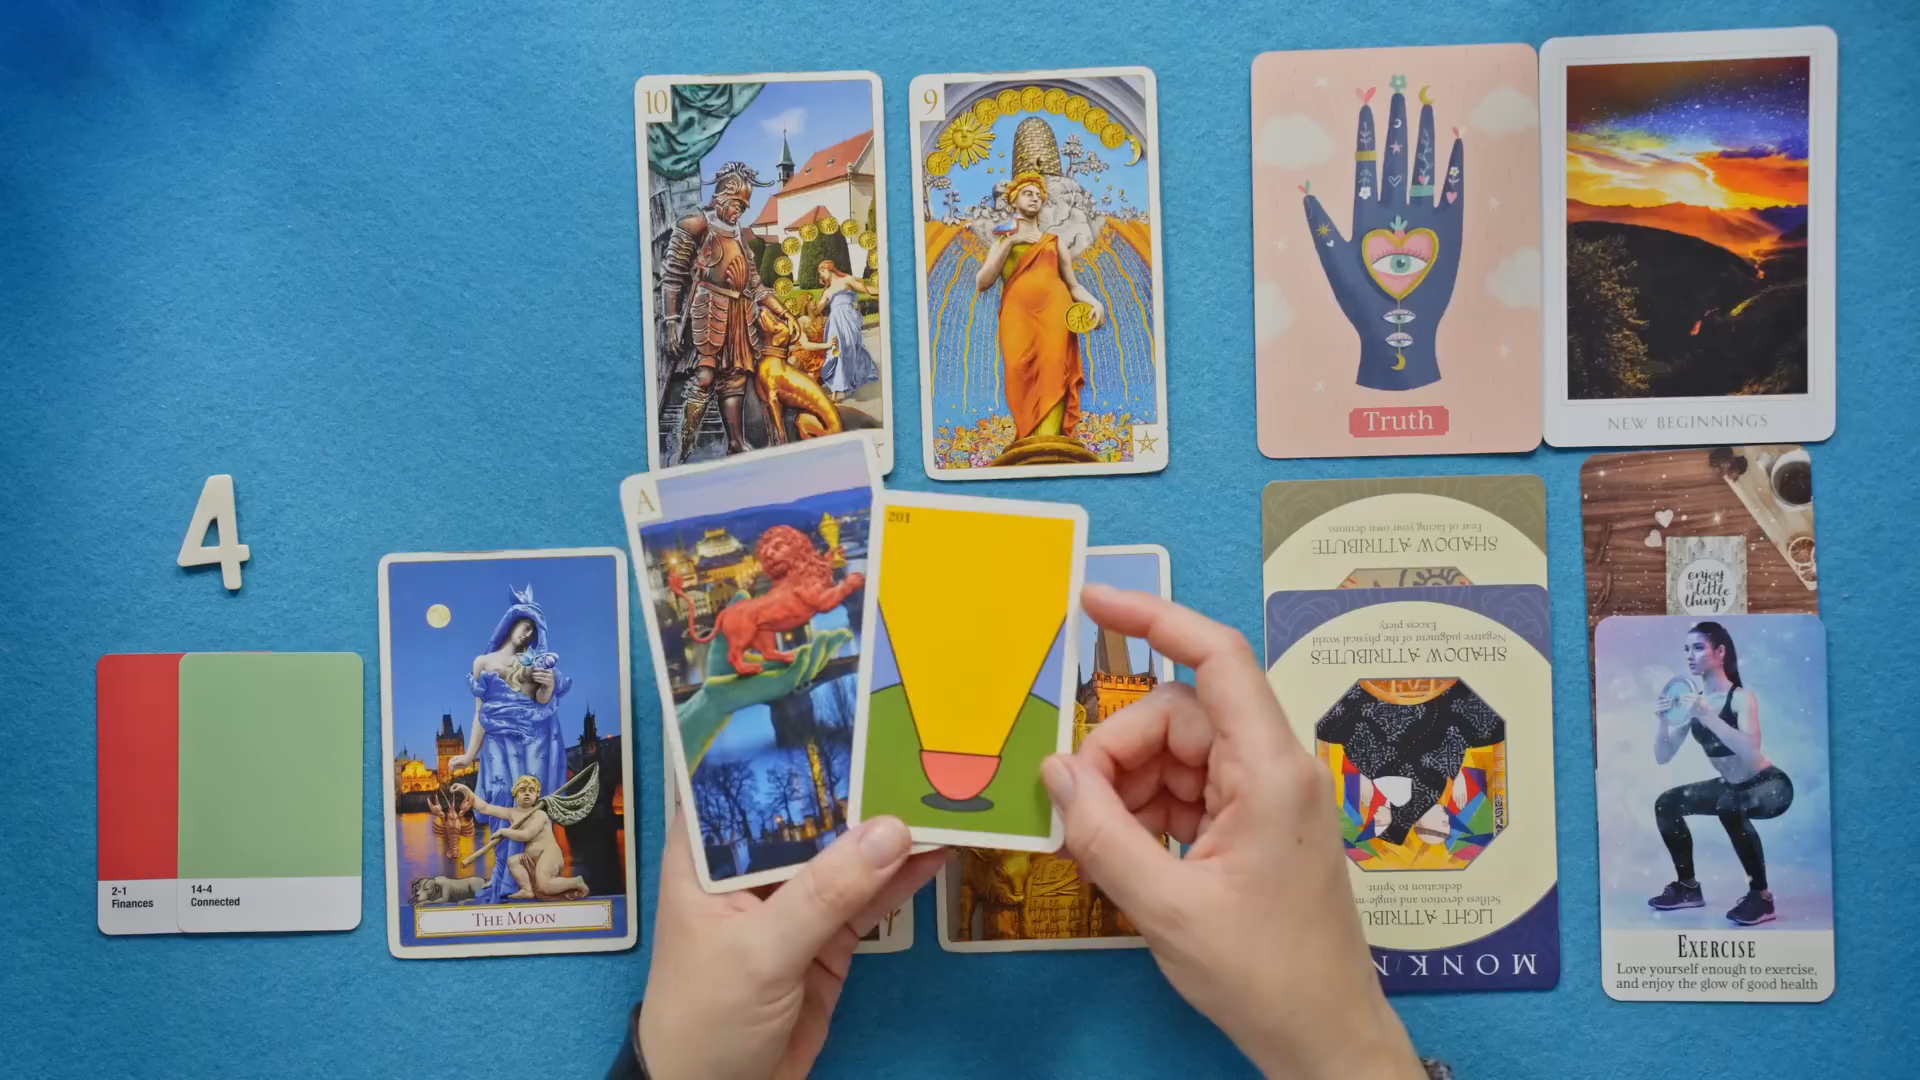 10
9
Truth
NEW BEGINNINGS
4
A
201
SHADOW ATTRIBUTE
Fear of facing your own demons
enjoy
the
little
things
SHADOW ATTRIBUTES
Negative judgment of the physical world
Excess piety
2-1
Finances
14-4
Connected
THE MOON
LIGHT ATTRIBU
Selfless devotion and single-m
dedication to Spirit
MONK/N
EXERCISE
Love yourself enough to exercise,
and enjoy the glow of good health